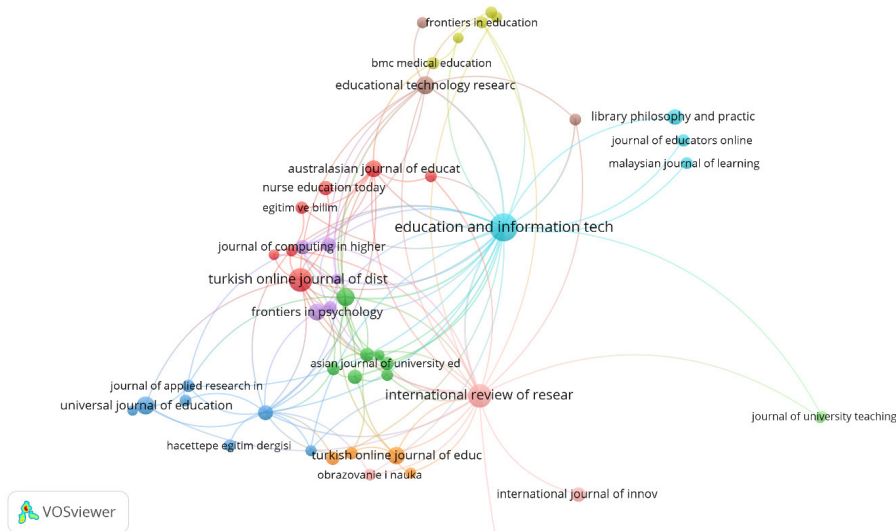 frontiers in education
bmc medical education
educational technology researc
library philosophy and practic
journal of educators online
malaysian journal of learning
australasian journal of educat
nurse education today
egitim ve bilim
education and information tech
journal of computing in higher
turkish online journal of dist
frontiers in psychology
asian journal of university ed
journal of applied research in
universal journal of education
international review of resear
journal of university teaching
hacettepe egitim dergisi
turkish online journal of educ
obrazovanie i nauka
international journal of innov
VOSviewer